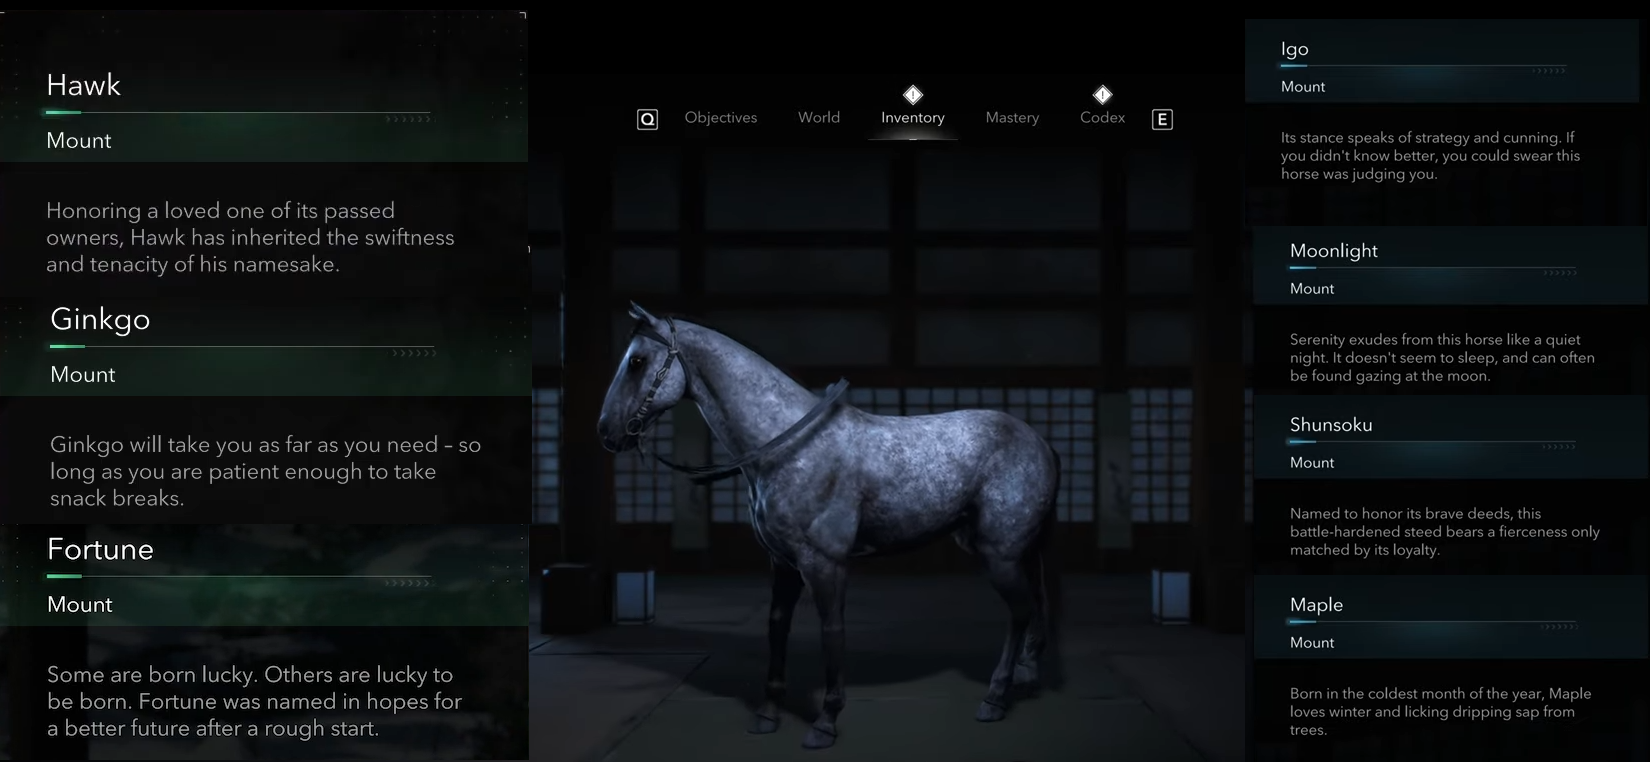 Hawk
Mount
Honoring a loved one of its passed
owners, Hawk has inherited the swiftness
and tenacity of his namesake.
Ginkgo
Mount
Ginkgo will take you as far as you need – so
long as you are patient enough to take
snack breaks.
Fortune
Mount
Some are born lucky. Others are lucky to
be born. Fortune was named in hopes for
a better future after a rough start.
Q Objectives World Inventory Mastery Codex E
Igo
Mount
Its stance speaks of strategy and cunning. If
you didn't know better, you could swear this
horse was judging you.
Moonlight
Mount
Serenity exudes from this horse like a quiet
night. It doesn't seem to sleep, and can often
be found gazing at the moon.
Shunsoku
Mount
Named to honor its brave deeds, this
battle-hardened steed bears a fierceness only
matched by its loyalty.
Maple
Mount
Born in the coldest month of the year, Maple
loves winter and licking dripping sap from
trees.